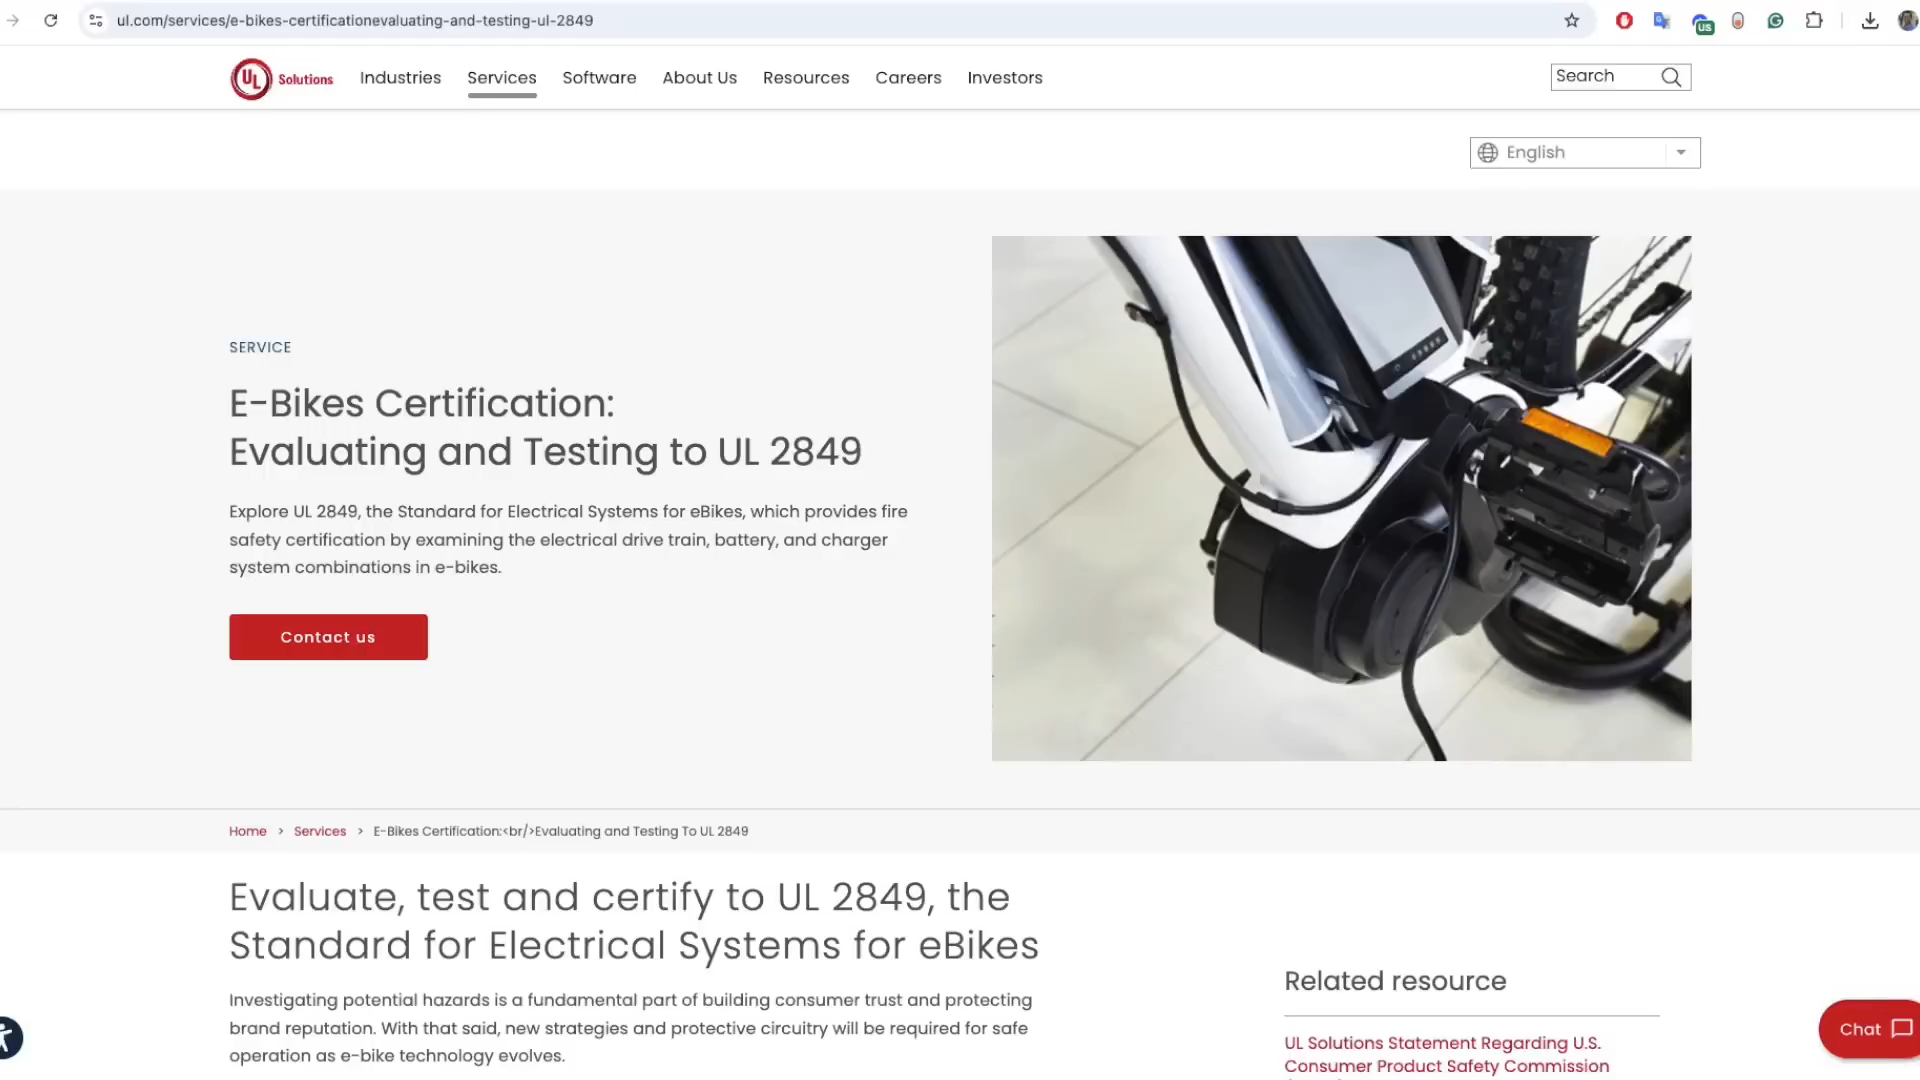 ul.com/services/e-bikes-certificationevaluating-and-testing-ul-2849
US
UL Solutions
Industries
Services
Software
About Us
Resources
Careers
Investors
Search
English
SERVICE
E-Bikes Certification:
Evaluating and Testing to UL 2849
Explore UL 2849, the Standard for Electrical Systems for eBikes, which provides fire
safety certification by examining the electrical drive train, battery, and charger
system combinations in e-bikes.
Contact us
Home > Services > E-Bikes Certification:<br/>Evaluating and Testing To UL 2849
Evaluate, test and certify to UL 2849, the
Standard for Electrical Systems for eBikes
Investigating potential hazards is a fundamental part of building consumer trust and protecting
brand reputation. With that said, new strategies and protective circuitry will be required for safe
operation as e-bike technology evolves.
Related resource
UL Solutions Statement Regarding U.S.
Consumer Product Safety Commission
Chat